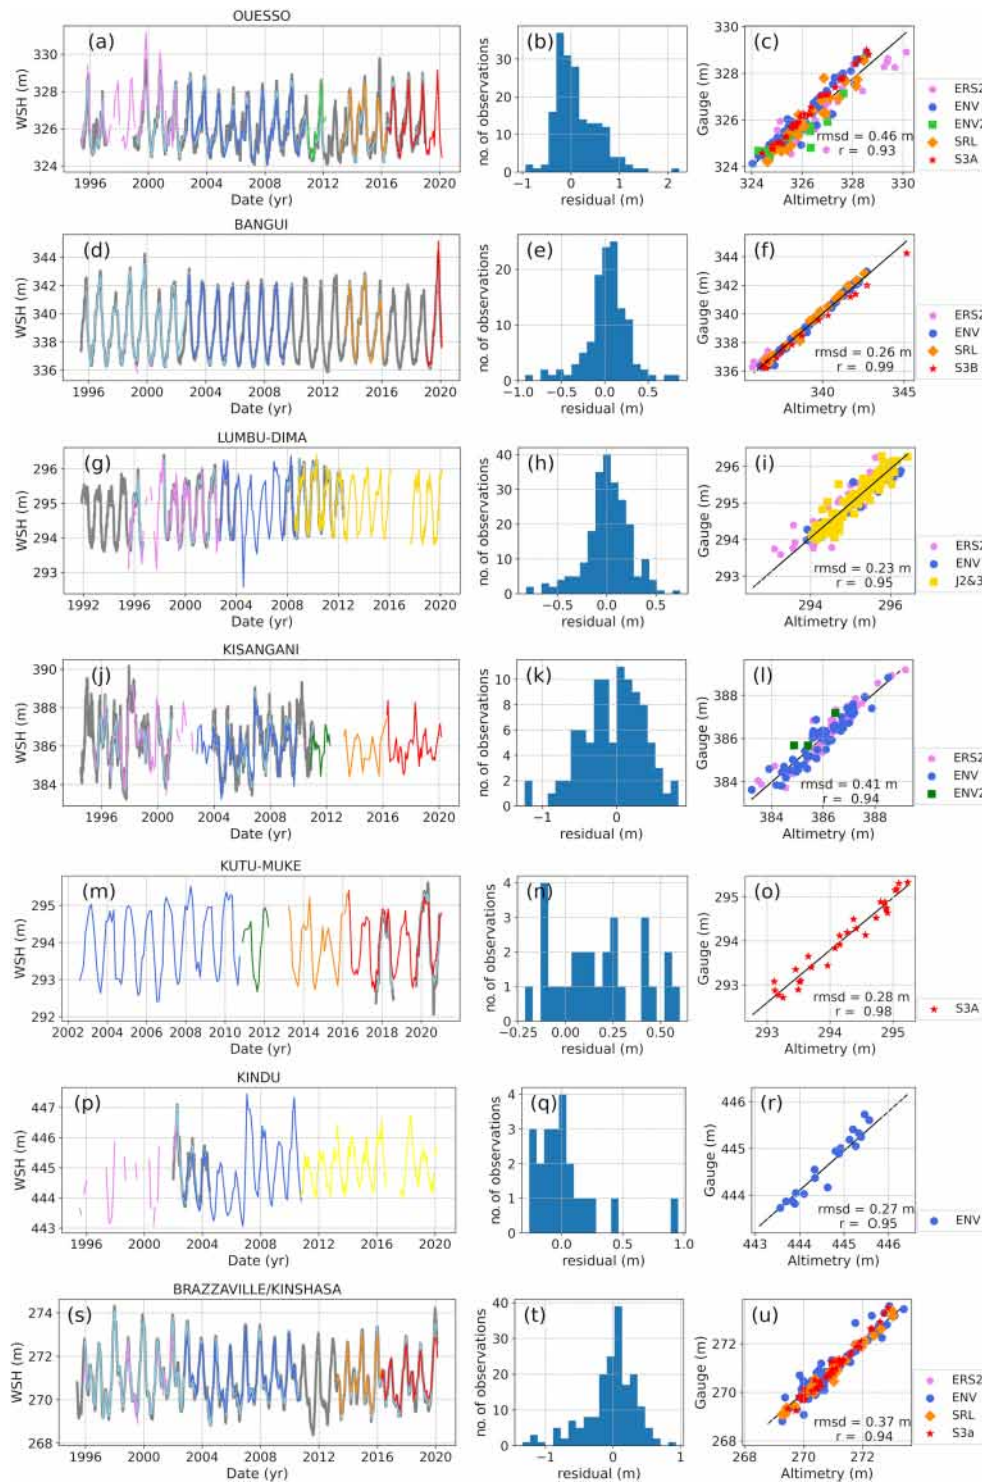 OUESSO
(a)
WSH (m)
330
328
326
324
1996 2000 2004 2008 2012 2016 2020
Date (yr)
(b)
no. of observations
30
20
10
0
−1 0 1 2
residual (m)
(c)
Gauge (m)
330
328
326
324
rmsd = 0.46 m
r = 0.93
324 326 328 330
Altimetry (m)
ERS2
ENV
ENV2
SRL
S3A
BANGUI
(d)
WSH (m)
344
342
340
338
336
1996 2000 2004 2008 2012 2016 2020
Date (yr)
(e)
no. of observations
20
10
0
−1.0 −0.5 0.0 0.5
residual (m)
(f)
Gauge (m)
344
342
340
338
336
rmsd = 0.26 m
r = 0.99
340 345
Altimetry (m)
ERS2
ENV
SRL
S3B
LUMBU-DIMA
(g)
WSH (m)
296
295
294
293
1992 1996 2000 2004 2008 2012 2016 2020
Date (yr)
(h)
no. of observations
40
30
20
10
0
−0.5 0.0 0.5
residual (m)
(i)
Gauge (m)
296
295
294
293
rmsd = 0.23 m
r = 0.95
294 296
Altimetry (m)
ERS2
ENV
J2&3
KISANGANI
(j)
WSH (m)
390
388
386
384
1996 2000 2004 2008 2012 2016 2020
Date (yr)
(k)
no. of observations
10
8
6
4
2
0
−1 0
residual (m)
(l)
Gauge (m)
388
386
384
rmsd = 0.41 m
r = 0.94
384 386 388
Altimetry (m)
ERS2
ENV
ENV2
KUTU-MUKE
(m)
WSH (m)
295
294
293
292
2002 2004 2006 2008 2010 2012 2014 2016 2018 2020
Date (yr)
(n)
no. of observations
4
3
2
1
0
−0.25 0.00 0.25 0.50
residual (m)
(o)
Gauge (m)
295
294
293
rmsd = 0.28 m
r = 0.98
293 294 295
Altimetry (m)
S3A
KINDU
(p)
WSH (m)
447
446
445
444
443
1996 2000 2004 2008 2012 2016 2020
Date (yr)
(q)
no. of observations
4
3
2
1
0
0.0 0.5 1.0
residual (m)
(r)
Gauge (m)
446
445
444
rmsd = 0.27 m
r = 0.95
443 444 445 446
Altimetry (m)
ENV
BRAZZAVILLE/KINSHASA
(s)
WSH (m)
274
272
270
268
1996 2000 2004 2008 2012 2016 2020
Date (yr)
(t)
no. of observations
40
30
20
10
0
−1 0 1
residual (m)
(u)
Gauge (m)
272
270
268
rmsd = 0.37 m
r = 0.94
268 270 272
Altimetry (m)
ERS2
ENV
SRL
S3a